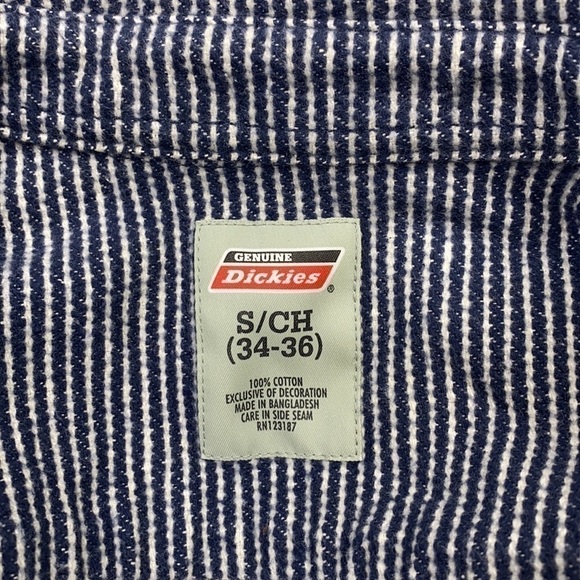 GENUINE
Dickies®
S/CH
(34-36)
100% COTTON
EXCLUSIVE OF DECORATION
MADE IN BANGLADESH
CARE IN SIDE SEAM
RN123187